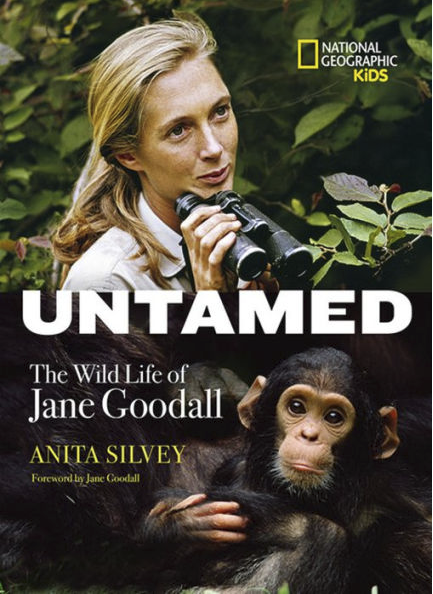 NATIONAL
GEOGRAPHIC
KiDS
UNTAMED
The Wild Life of
Jane Goodall
ANITA SILVEY
Foreword by Jane Goodall